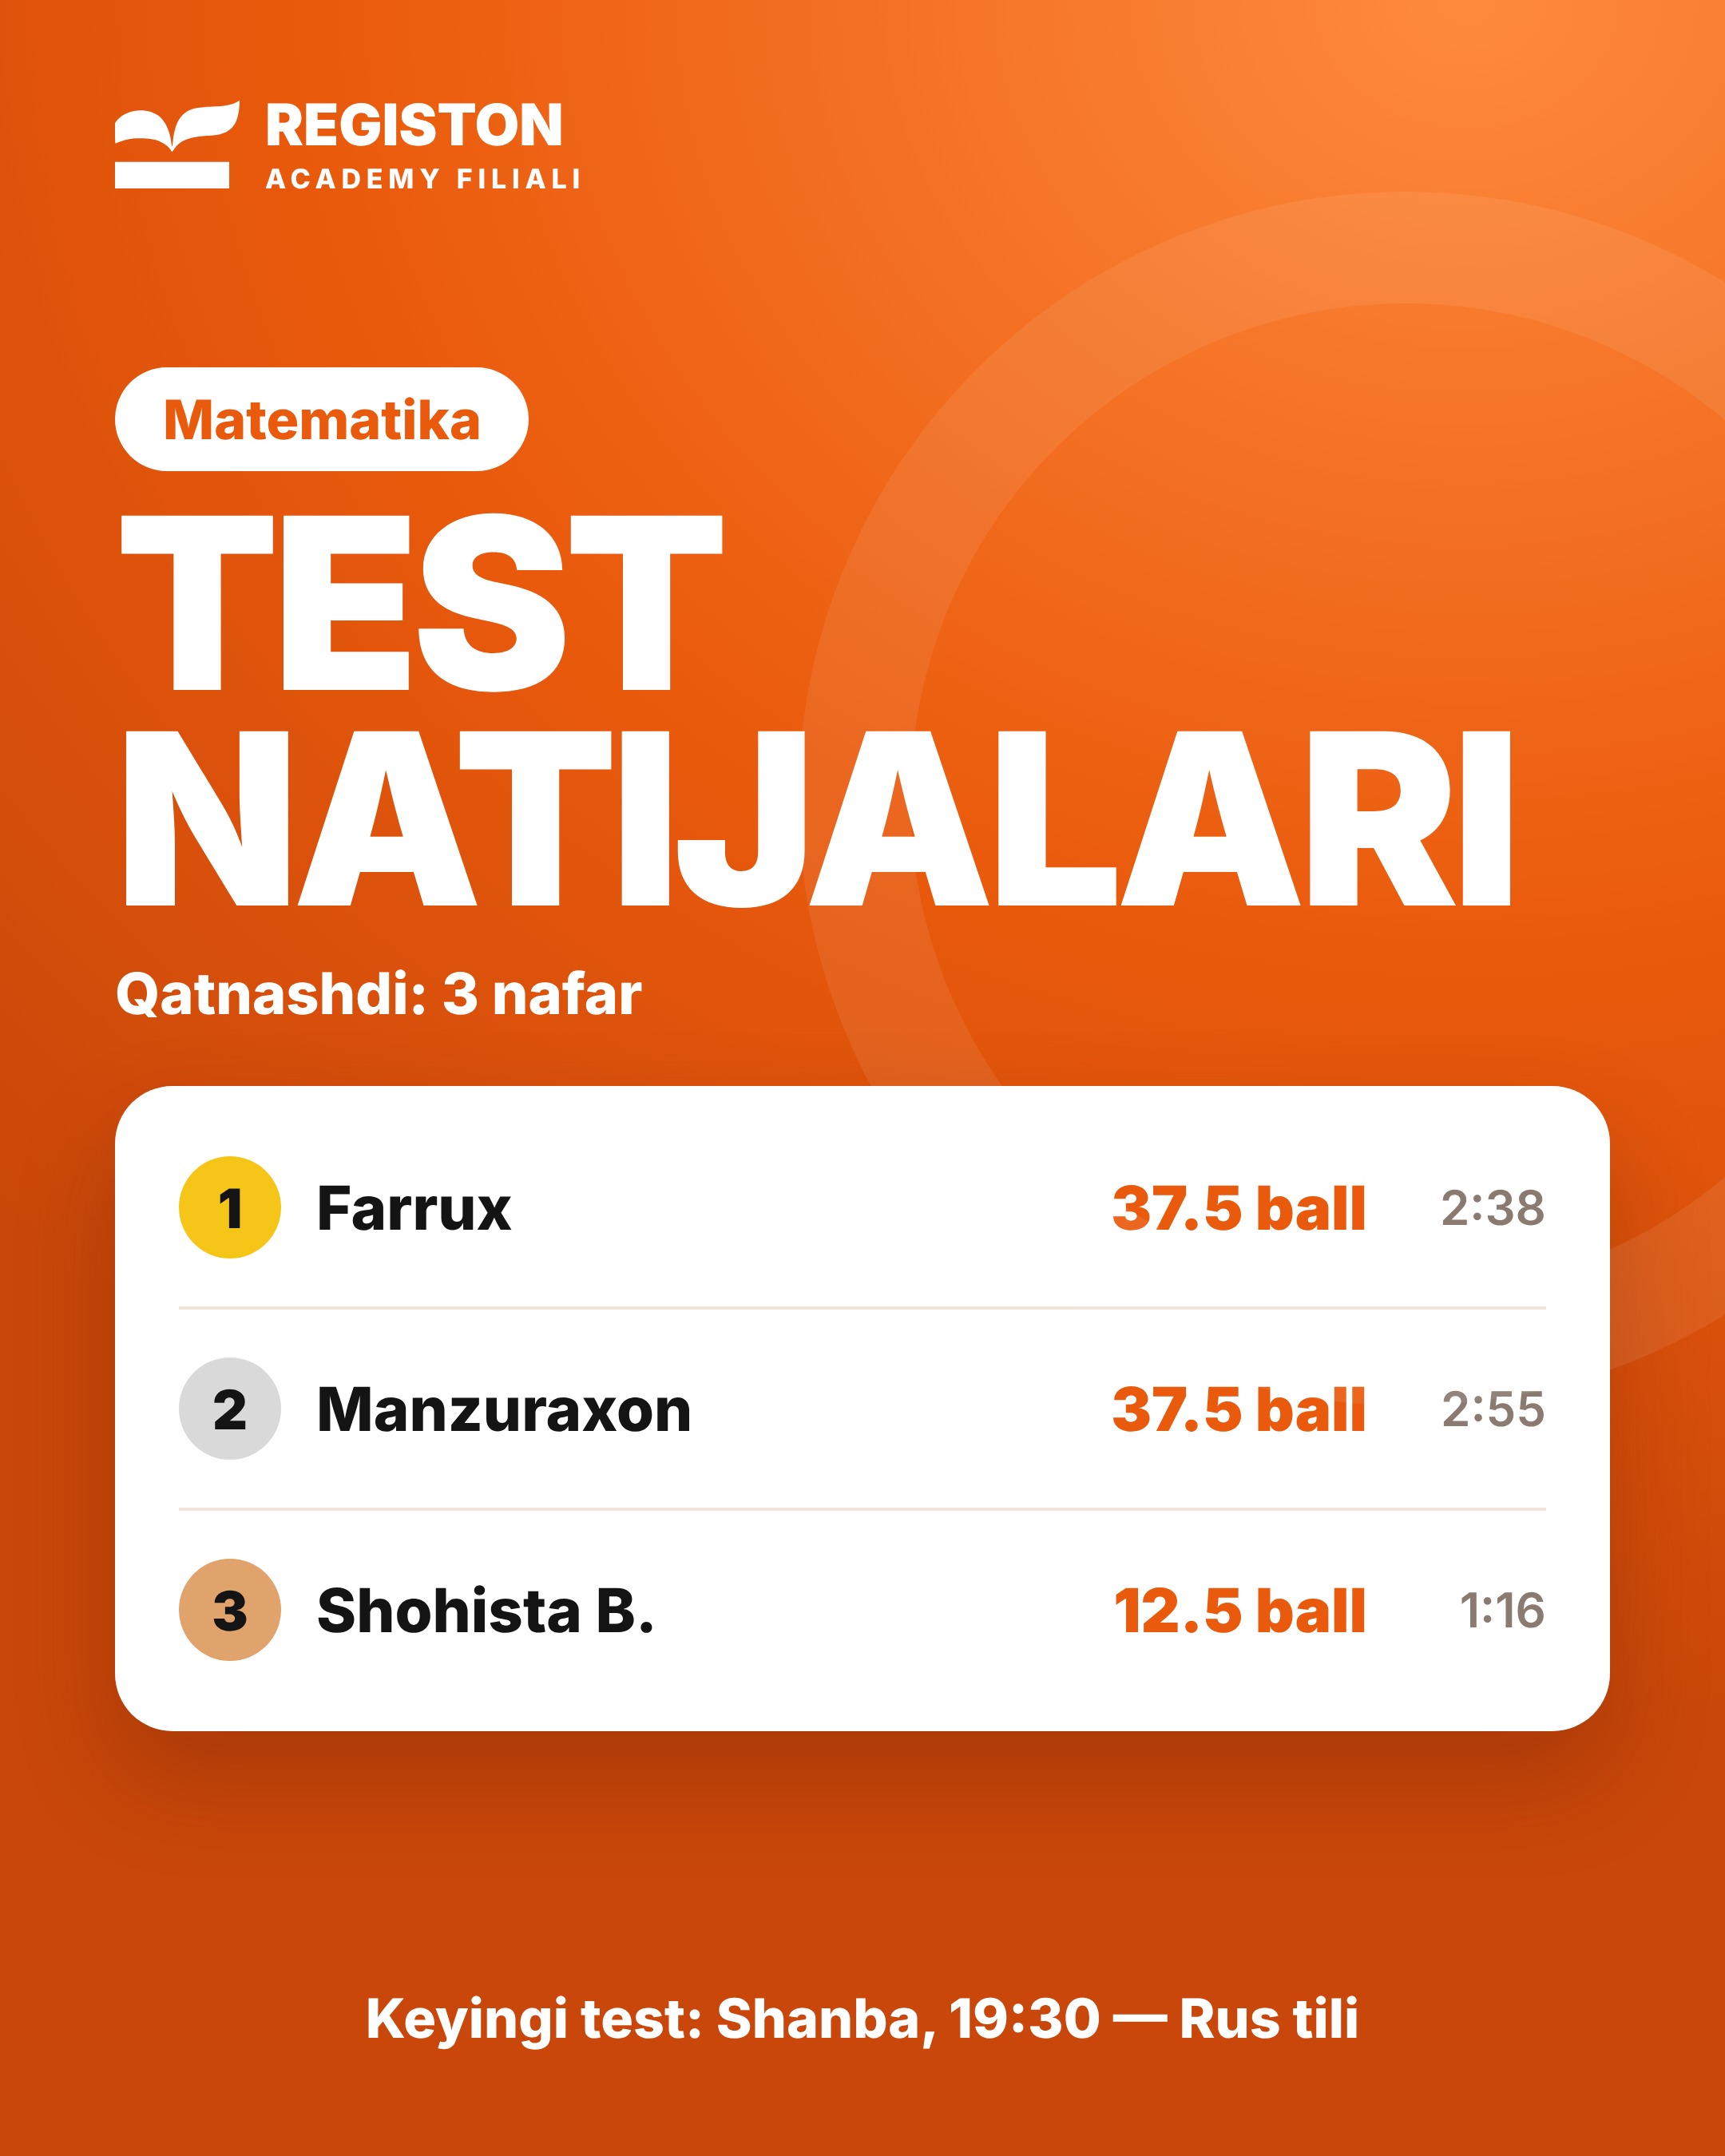 REGISTON
ACADEMY FILIALI
Matematika
TEST
NATIJALARI
Qatnashdi: 3 nafar
1 Farrux 37.5 ball 2:38
2 Manzuraxon 37.5 ball 2:55
3 Shohista B. 12.5 ball 1:16
Keyingi test: Shanba, 19:30 — Rus tili